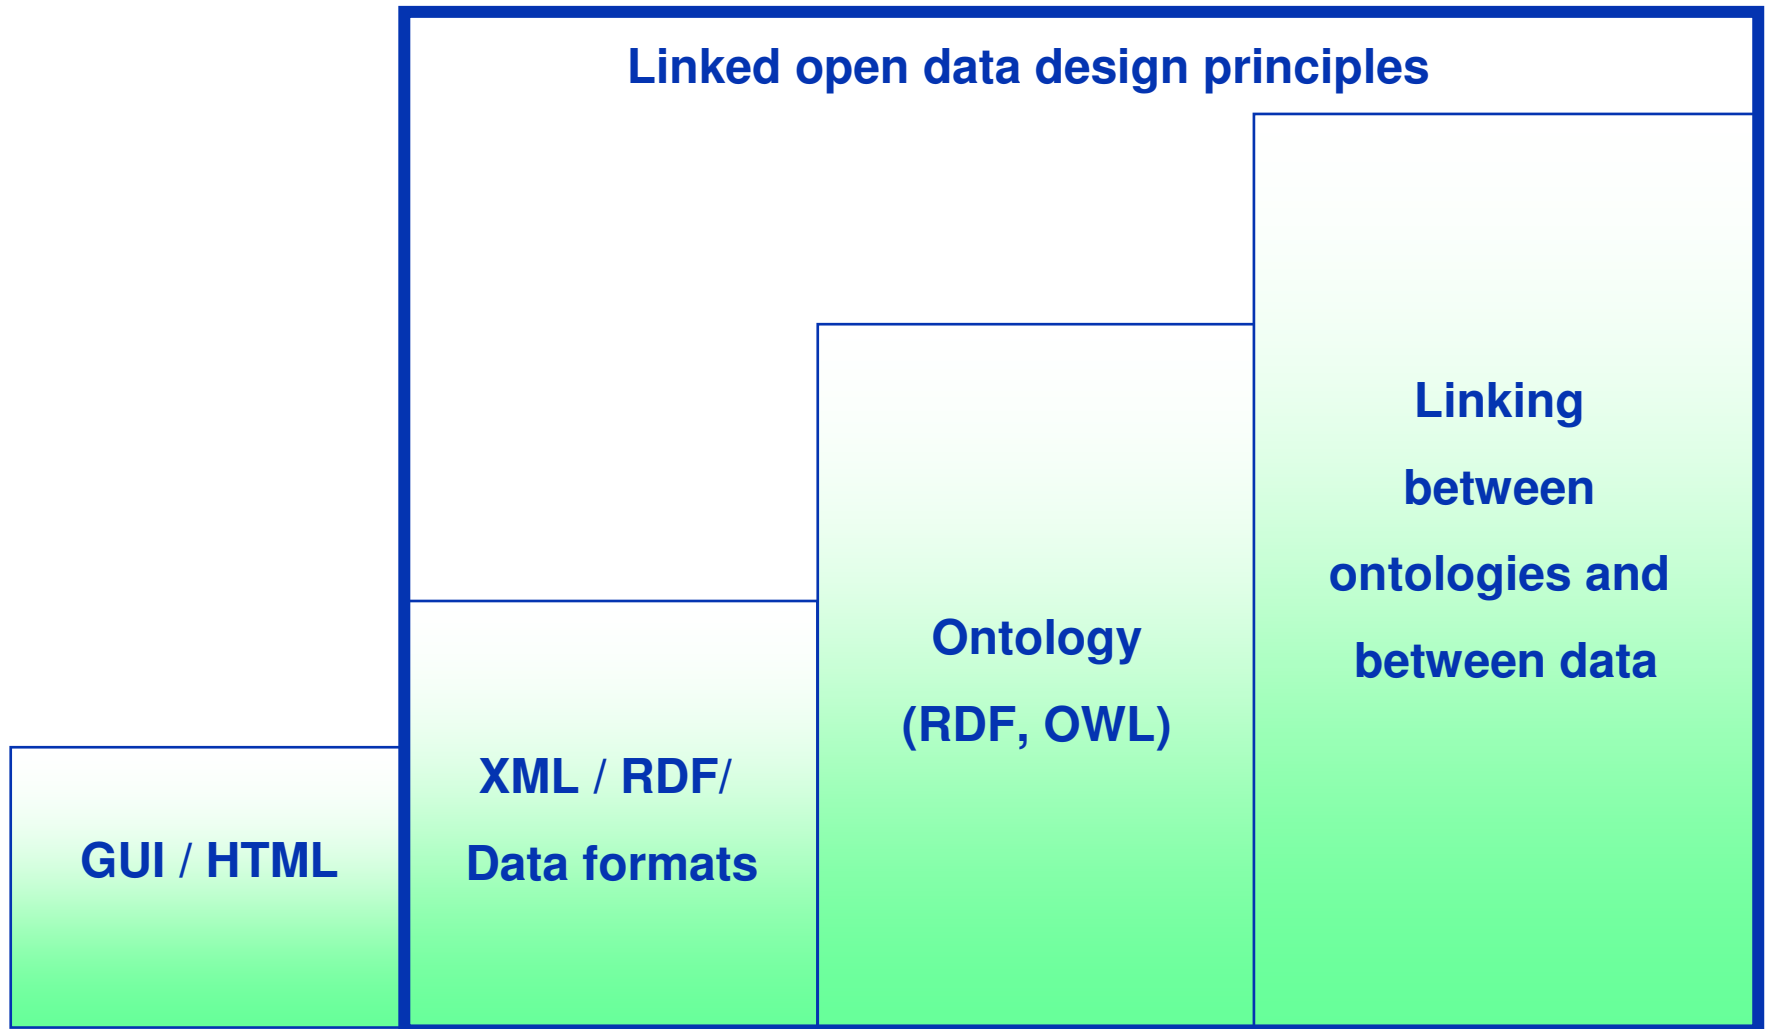 Linked open data design principles
GUI / HTML
XML / RDF/
Data formats
Ontology
(RDF, OWL)
Linking
between
ontologies and
between data